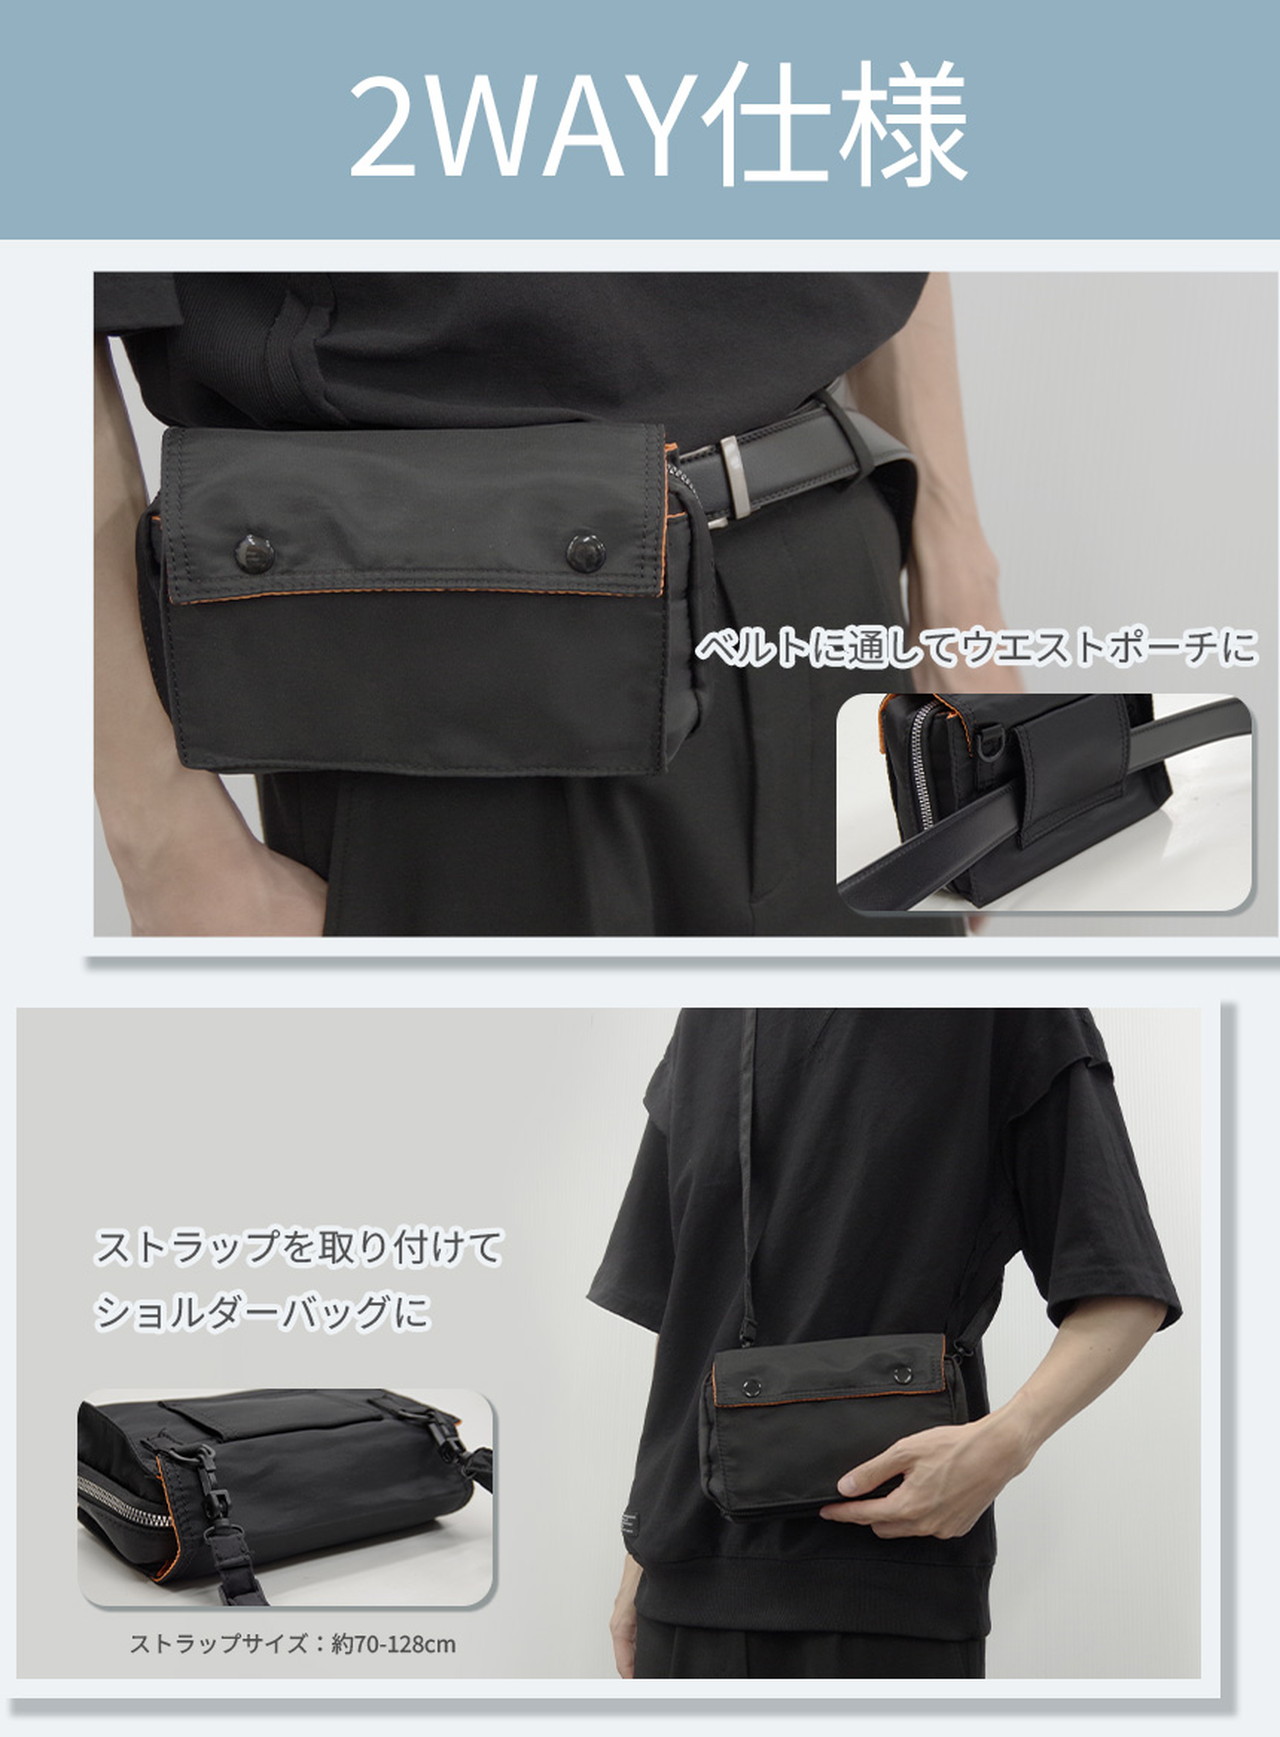 2WAY仕様
ベルトに通してウエストポーチに
ストラップを取り付けて
ショルダーバッグに
ストラップサイズ：約70-128cm